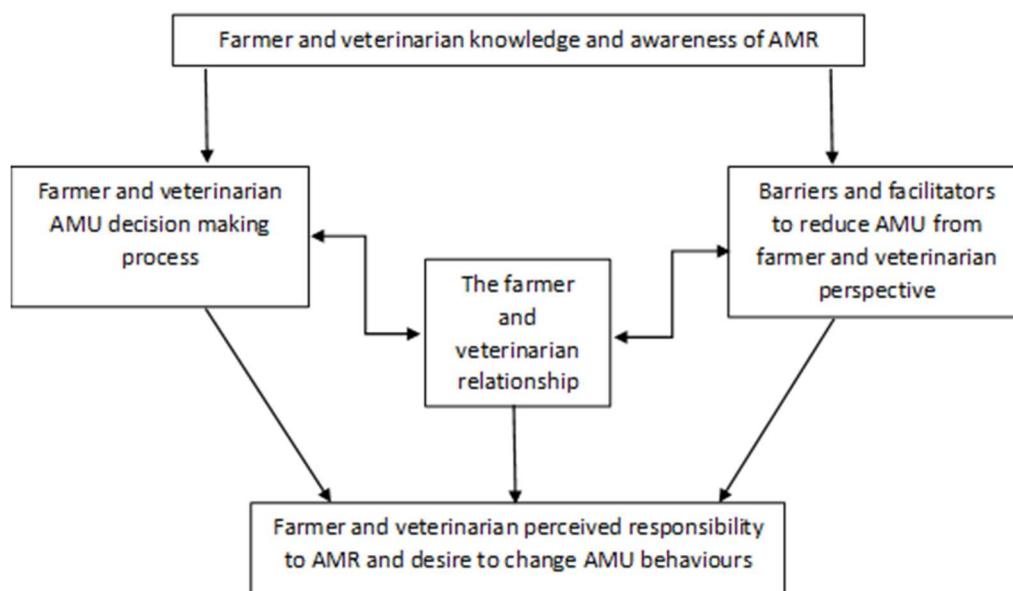 Farmer and veterinarian knowledge and awareness of AMR
Farmer and veterinarian
AMU decision making
process
Barriers and facilitators
to reduce AMU from
farmer and veterinarian
perspective
The farmer
and
veterinarian
relationship
Farmer and veterinarian perceived responsibility
to AMR and desire to change AMU behaviours